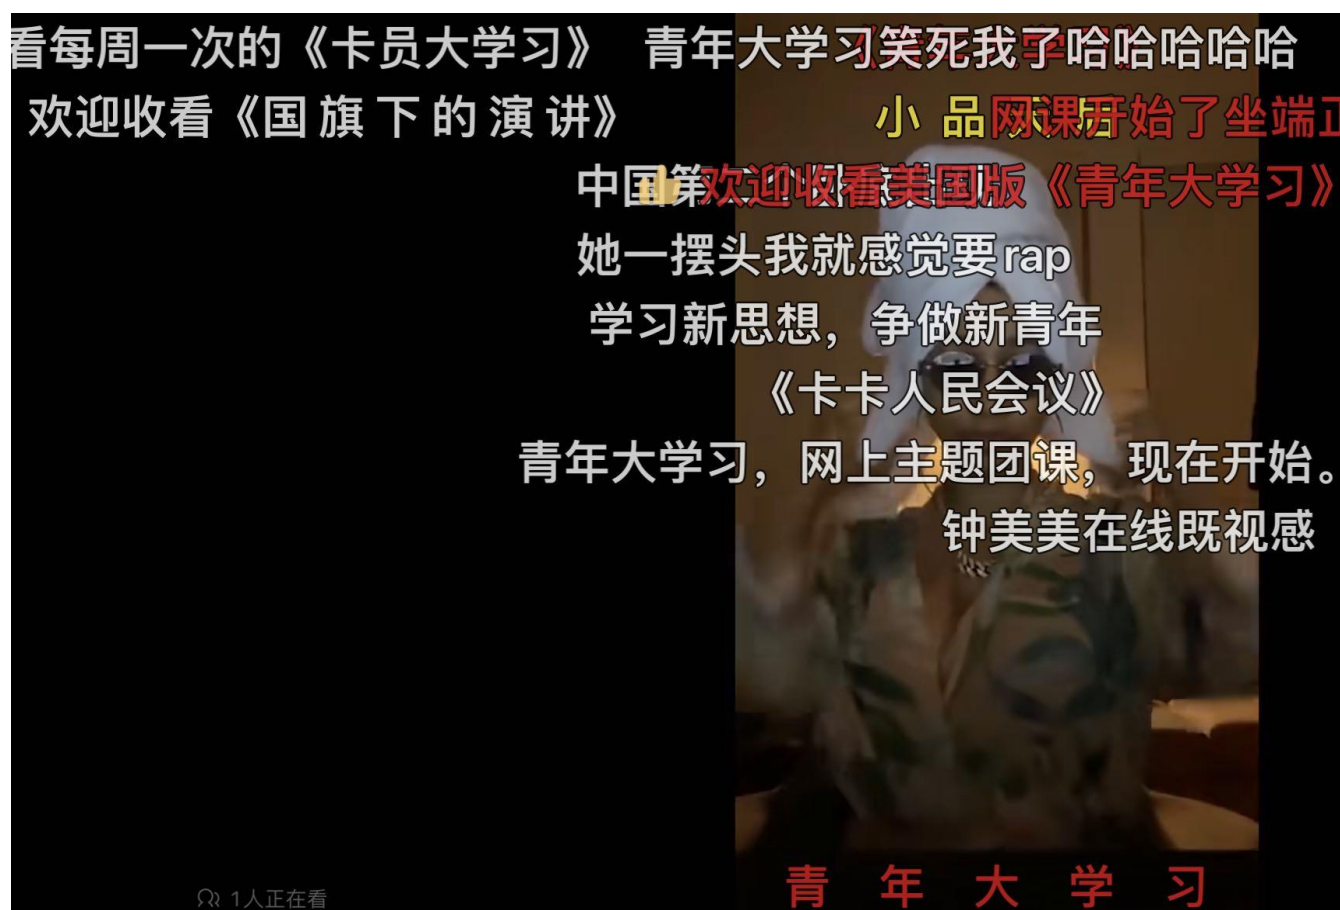 看每周一次的《卡员大学习》 青年大学习笑死我了哈哈哈哈哈
欢迎收看《国旗下的演讲》 小品 网课开始了坐端正
中国第 欢迎收看美国版《青年大学习》
她一摆头我就感觉要rap
学习新思想，争做新青年
《卡卡人民会议》
青年大学习，网上主题团课，现在开始。
钟美美在线既视感
青年大学习
1人正在看